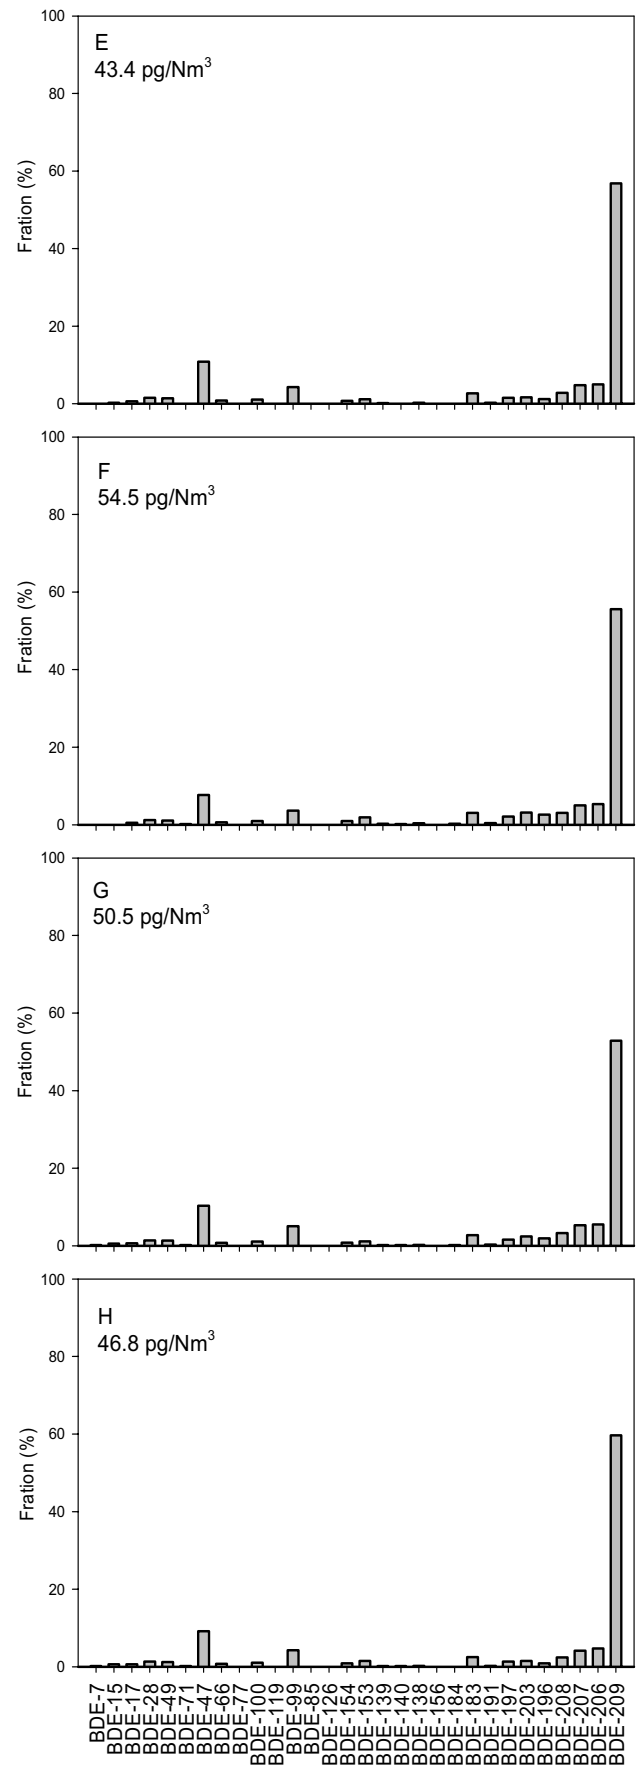 100
80
60
40
20
0
Fration (%)
E
43.4 pg/Nm³
100
80
60
40
20
0
Fration (%)
F
54.5 pg/Nm³
100
80
60
40
20
0
Fration (%)
G
50.5 pg/Nm³
100
80
60
40
20
0
Fration (%)
H
46.8 pg/Nm³
BDE-7
BDE-15
BDE-17
BDE-28
BDE-49
BDE-71
BDE-47
BDE-66
BDE-77
BDE-100
BDE-119
BDE-99
BDE-85
BDE-126
BDE-154
BDE-153
BDE-139
BDE-140
BDE-138
BDE-156
BDE-184
BDE-183
BDE-191
BDE-197
BDE-203
BDE-196
BDE-208
BDE-207
BDE-206
BDE-209